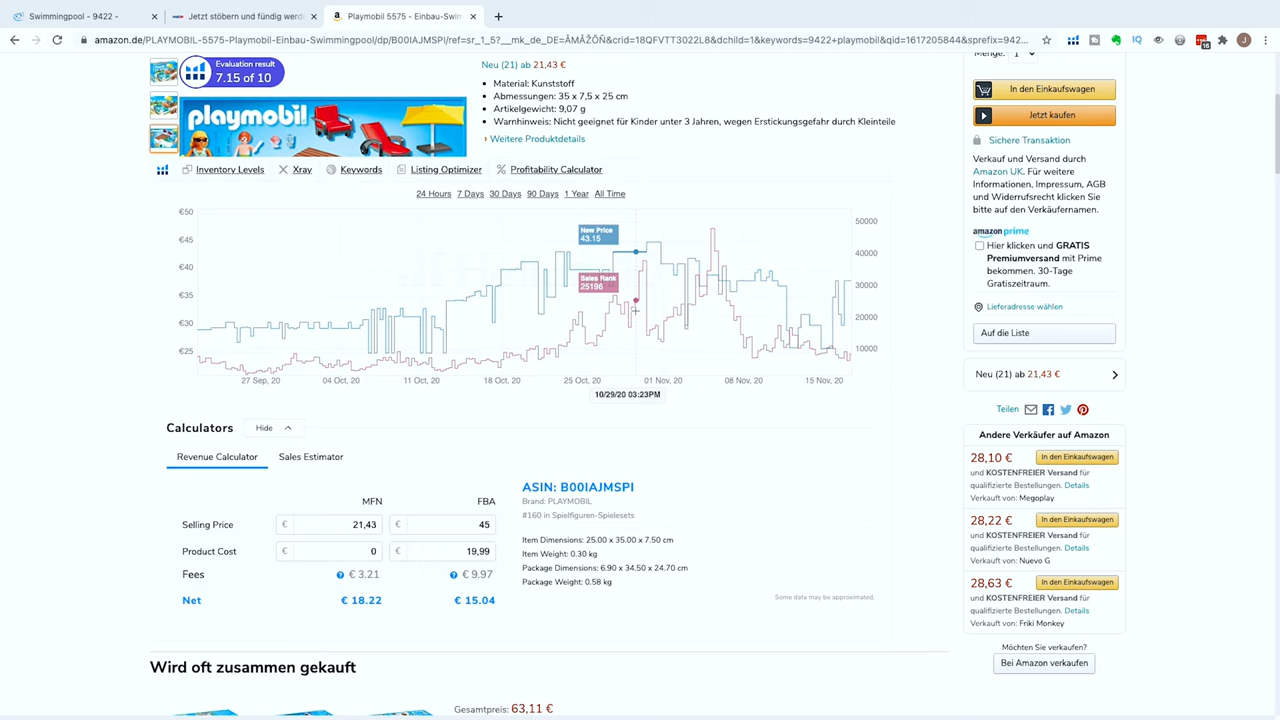 Swimmingpool - 9422 -
Jetzt stöbern und fündig werde
Playmobil 5575 - Einbau-Swim
amazon.de/PLAYMOBIL-5575-Playmobil-Einbau-Swimmingpool/dp/B00IAJMSPI/ref=sr_1_5?__mk_de_DE=ÅMÅŽÕÑ&crid=18QFVTT3022L8&dchild=1&keywords=9422+playmobil&qid=1617205844&sprefix=9422...
16
J
Evaluation result
7.15 of 10
playmobil
Neu (21) ab 21,43 €
Material: Kunststoff
Abmessungen: 35 x 7,5 x 25 cm
Artikelgewicht: 9,07 g
Warnhinweis: Nicht geeignet für Kinder unter 3 Jahren, wegen Erstickungsgefahr durch Kleinteile
Weitere Produktdetails
Inventory Levels
Xray
Keywords
Listing Optimizer
Profitability Calculator
24 Hours 7 Days 30 Days 90 Days 1 Year All Time
€50
€45
€40
€35
€30
€25
50000
40000
30000
20000
10000
New Price
43.15
Sales Rank
25196
27 Sep, 20
04 Oct, 20
11 Oct, 20
18 Oct, 20
25 Oct, 20
01 Nov, 20
08 Nov, 20
15 Nov, 20
10/29/20 03:23PM
Calculators
Hide
Revenue Calculator
Sales Estimator
MFN FBA
Selling Price € 21,43 € 45
Product Cost € 0 € 19,99
Fees € 3.21 € 9.97
Net € 18.22 € 15.04
ASIN: B00IAJMSPI
Brand: PLAYMOBIL
#160 in Spielfiguren-Spielesets
Item Dimensions: 25.00 x 35.00 x 7.50 cm
Item Weight: 0.30 kg
Package Dimensions: 6.90 x 34.50 x 24.70 cm
Package Weight: 0.58 kg
Some data may be approximated.
Wird oft zusammen gekauft
Gesamtpreis: 63,11 €
Menge: 1
In den Einkaufswagen
Jetzt kaufen
Sichere Transaktion
Verkauf und Versand durch
Amazon UK. Für weitere
Informationen, Impressum, AGB
und Widerrufsrecht klicken Sie
bitte auf den Verkäufernamen.
amazon prime
Hier klicken und GRATIS
Premiumversand mit Prime
bekommen. 30-Tage
Gratiszeitraum.
Lieferadresse wählen
Auf die Liste
Neu (21) ab 21,43 €
Teilen
Andere Verkäufer auf Amazon
28,10 €
In den Einkaufswagen
und KOSTENFREIER Versand für
qualifizierte Bestellungen. Details
Verkauft von: Megoplay
28,22 €
In den Einkaufswagen
und KOSTENFREIER Versand für
qualifizierte Bestellungen. Details
Verkauft von: Nuevo G
28,63 €
In den Einkaufswagen
und KOSTENFREIER Versand für
qualifizierte Bestellungen. Details
Verkauft von: Friki Monkey
Möchten Sie verkaufen?
Bei Amazon verkaufen